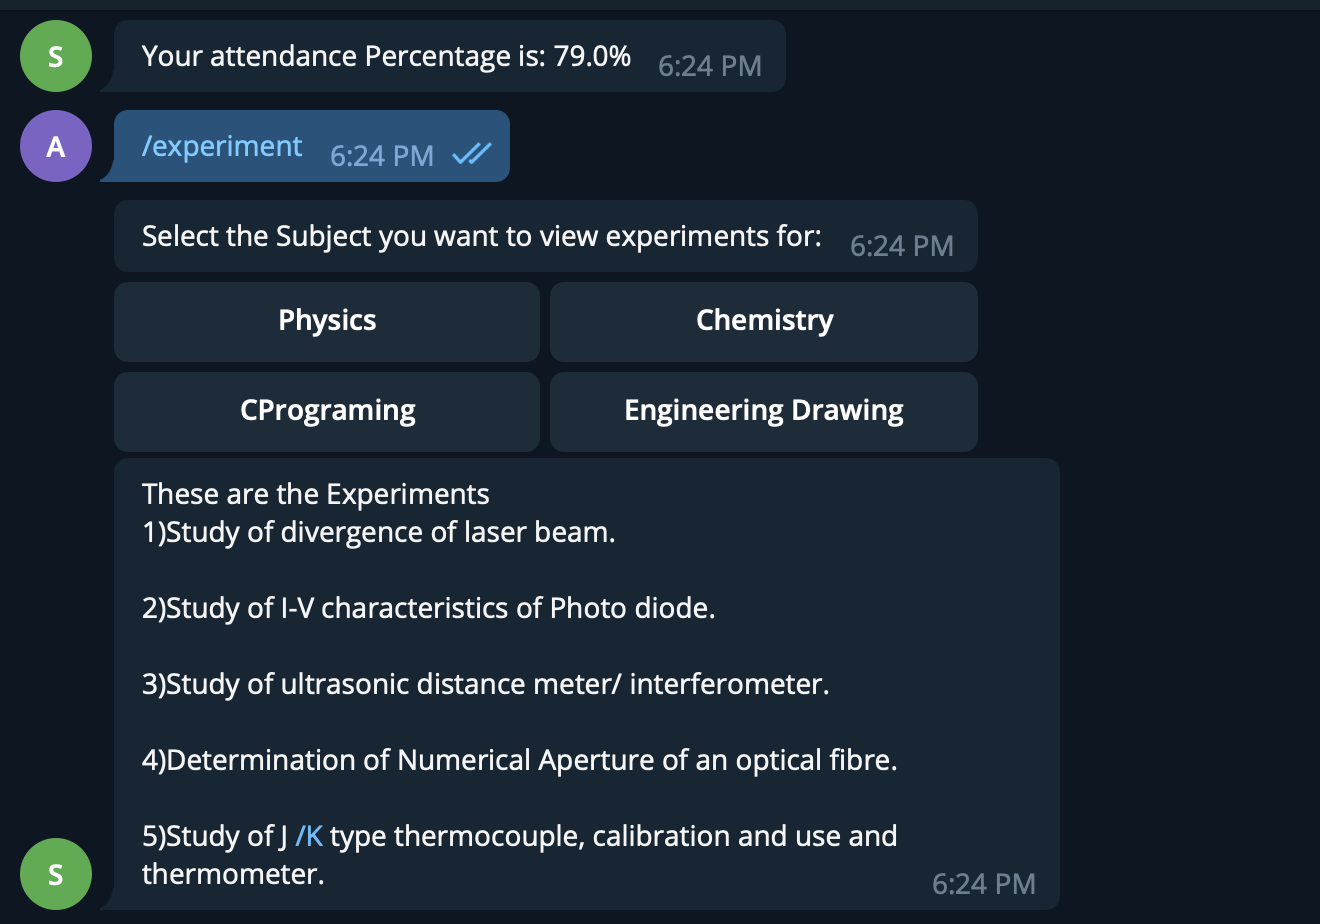 S
Your attendance Percentage is: 79.0% 6:24 PM
A
/experiment 6:24 PM
Select the Subject you want to view experiments for: 6:24 PM
Physics
Chemistry
CPrograming
Engineering Drawing
These are the Experiments
1)Study of divergence of laser beam.
2)Study of I-V characteristics of Photo diode.
3)Study of ultrasonic distance meter/ interferometer.
4)Determination of Numerical Aperture of an optical fibre.
5)Study of J /K type thermocouple, calibration and use and
thermometer.
S
6:24 PM